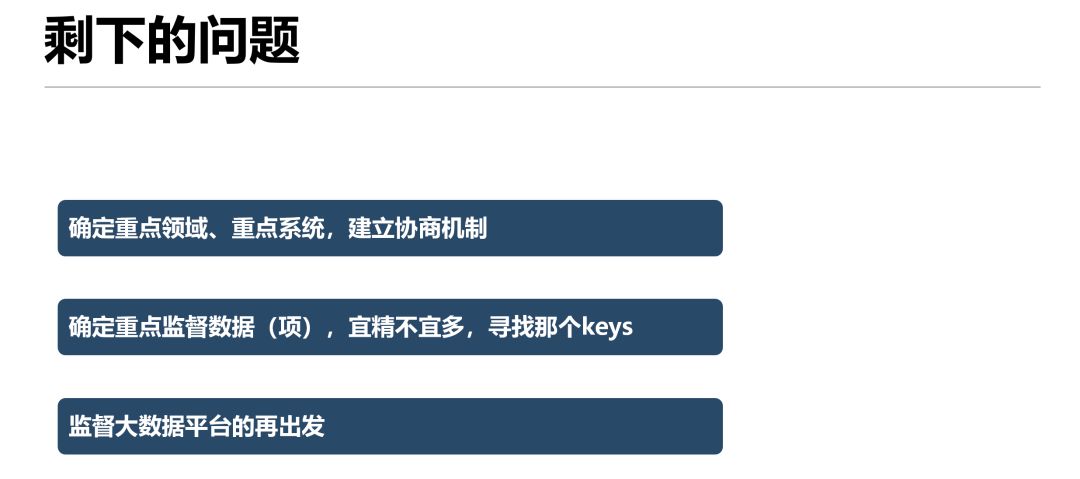 剩下的问题
确定重点领域、重点系统，建立协商机制
确定重点监督数据（项），宜精不宜多，寻找那个keys
监督大数据平台的再出发